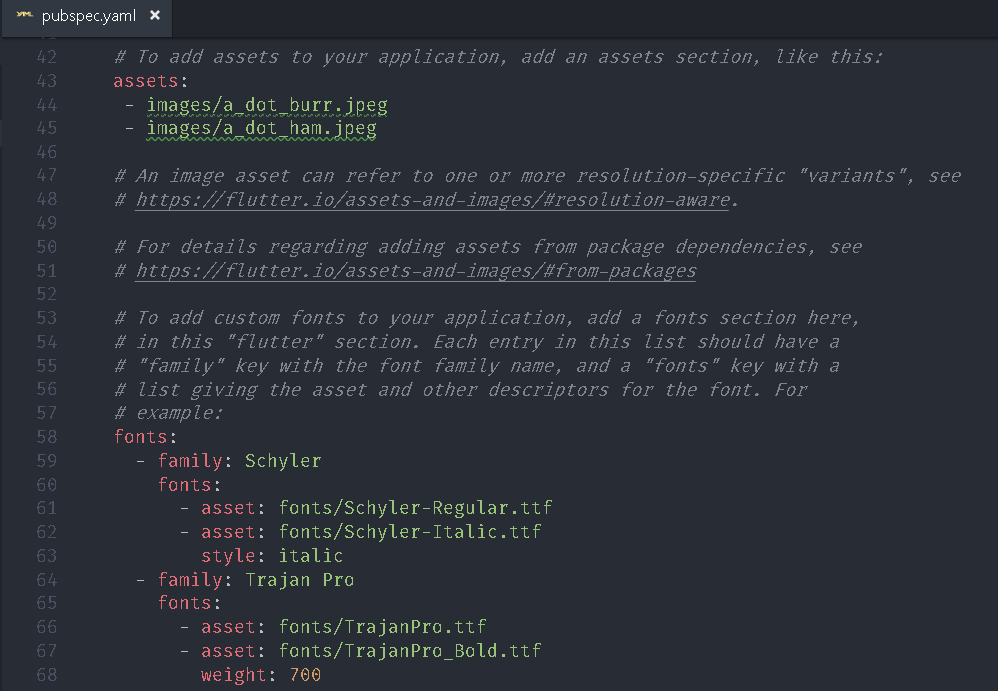 YAML pubspec.yaml ×
42 # To add assets to your application, add an assets section, like this:
43 assets:
44 - images/a_dot_burr.jpeg
45 - images/a_dot_ham.jpeg
46
47 # An image asset can refer to one or more resolution-specific "variants", see
48 # https://flutter.io/assets-and-images/#resolution-aware.
49
50 # For details regarding adding assets from package dependencies, see
51 # https://flutter.io/assets-and-images/#from-packages
52
53 # To add custom fonts to your application, add a fonts section here,
54 # in this "flutter" section. Each entry in this list should have a
55 # "family" key with the font family name, and a "fonts" key with a
56 # list giving the asset and other descriptors for the font. For
57 # example:
58 fonts:
59 - family: Schyler
60 fonts:
61 - asset: fonts/Schyler-Regular.ttf
62 - asset: fonts/Schyler-Italic.ttf
63 style: italic
64 - family: Trajan Pro
65 fonts:
66 - asset: fonts/TrajanPro.ttf
67 - asset: fonts/TrajanPro_Bold.ttf
68 weight: 700